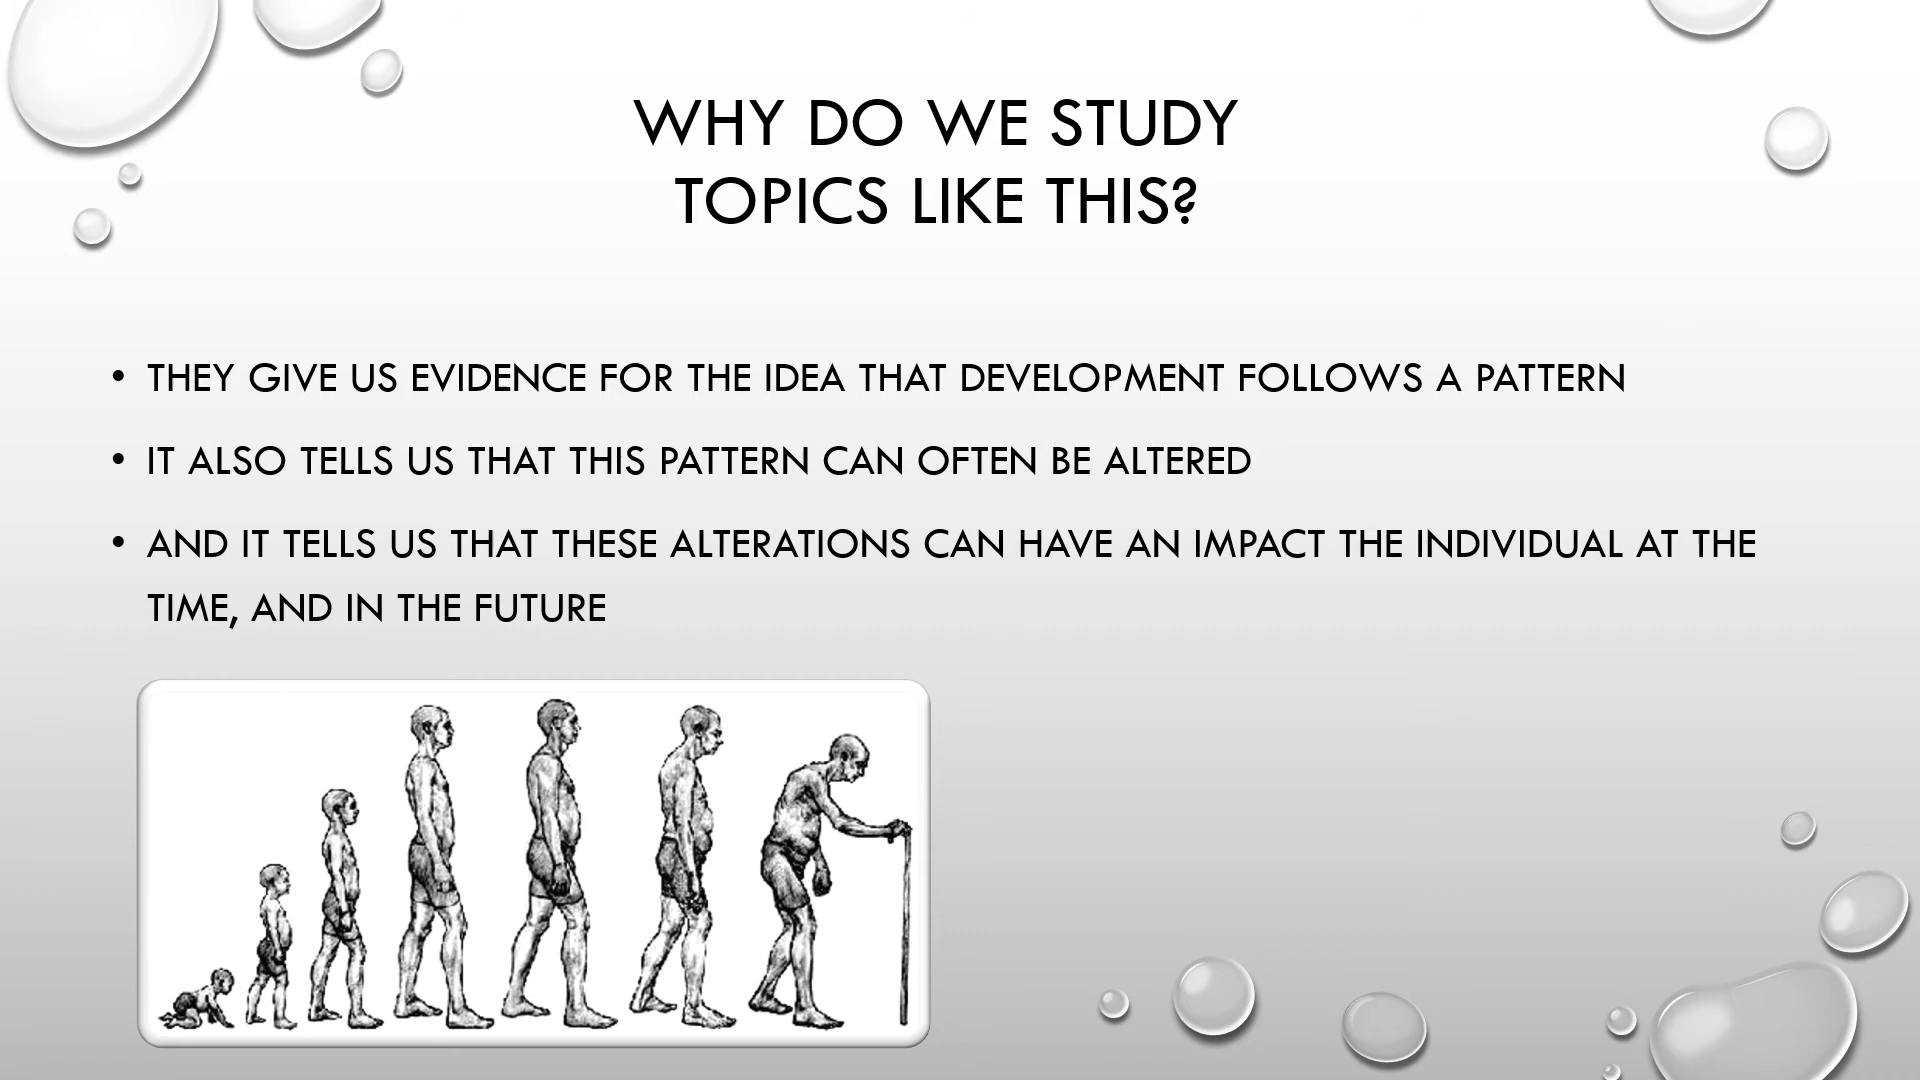 WHY DO WE STUDY
TOPICS LIKE THIS?
• THEY GIVE US EVIDENCE FOR THE IDEA THAT DEVELOPMENT FOLLOWS A PATTERN
• IT ALSO TELLS US THAT THIS PATTERN CAN OFTEN BE ALTERED
• AND IT TELLS US THAT THESE ALTERATIONS CAN HAVE AN IMPACT THE INDIVIDUAL AT THE
TIME, AND IN THE FUTURE